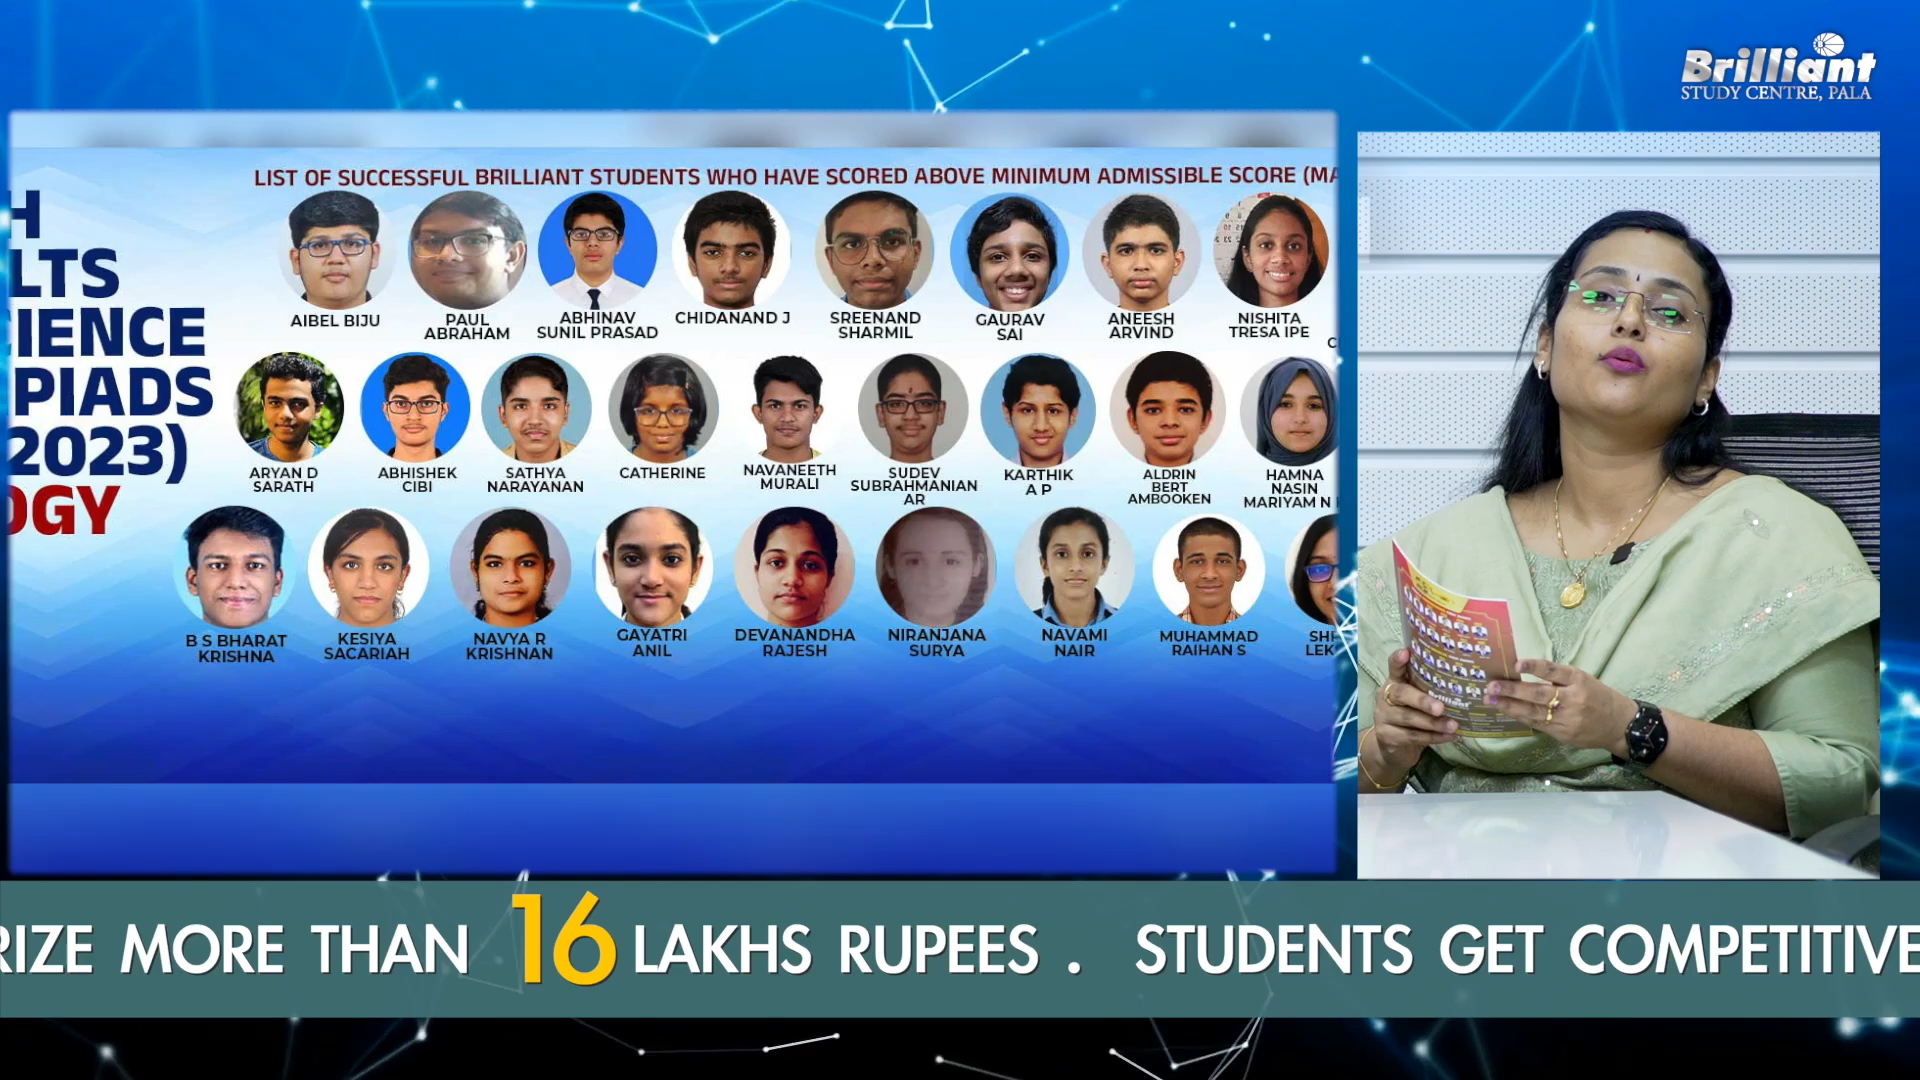 Brilliant
STUDY CENTRE, PALA
LIST OF SUCCESSFUL BRILLIANT STUDENTS WHO HAVE SCORED ABOVE MINIMUM ADMISSIBLE SCORE (MA
H
LTS
IENCE
PIADS
2023)
OGY
AIBEL BIJU
PAUL
ABRAHAM
ABHINAV
SUNIL PRASAD
CHIDANAND J
SREENAND
SHARMIL
GAURAV
SAI
ANEESH
ARVIND
NISHITA
TRESA IPE
ARYAN D
SARATH
ABHISHEK
CIBI
SATHYA
NARAYANAN
CATHERINE
NAVANEETH
MURALI
SUDEV
SUBRAHMANIAN
AR
KARTHIK
A P
ALDRIN
BERT
AMBOOKEN
HAMNA
NASIN
MARIYAM N
B S BHARAT
KRISHNA
KESIYA
SACARIAH
NAVYA R
KRISHNAN
GAYATRI
ANIL
DEVANANDHA
RAJESH
NIRANJANA
SURYA
NAVAMI
NAIR
MUHAMMAD
RAIHAN S
SH
LEK
RIZE MORE THAN 16 LAKHS RUPEES . STUDENTS GET COMPETITIVE